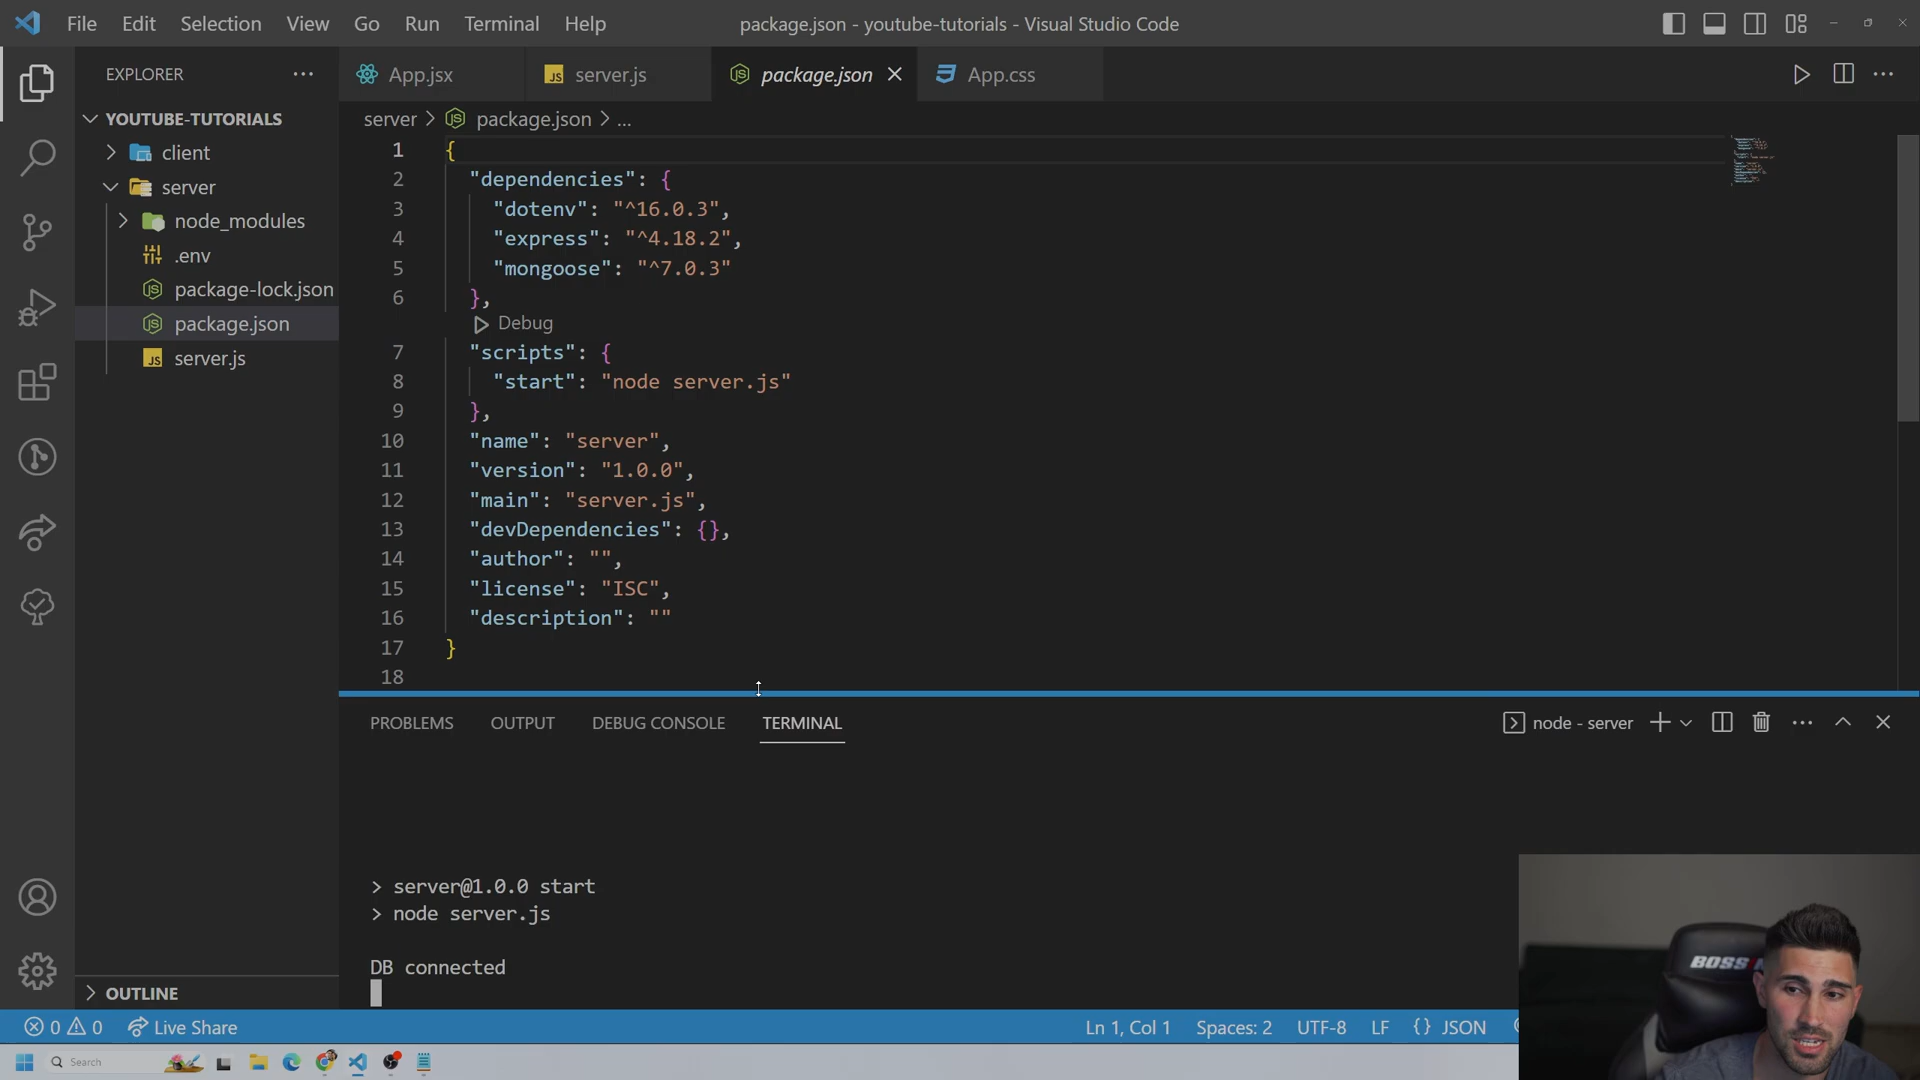 File Edit Selection View Go Run Terminal Help
package.json - youtube-tutorials - Visual Studio Code
EXPLORER
App.jsx
server.js
package.json
App.css
YOUTUBE-TUTORIALS
client
server
node_modules
.env
package-lock.json
package.json
server.js
server > package.json > ...
1 {
2 "dependencies": {
3 "dotenv": "^16.0.3",
4 "express": "^4.18.2",
5 "mongoose": "^7.0.3"
6 },
Debug
7 "scripts": {
8 "start": "node server.js"
9 },
10 "name": "server",
11 "version": "1.0.0",
12 "main": "server.js",
13 "devDependencies": {},
14 "author": "",
15 "license": "ISC",
16 "description": ""
17 }
18
PROBLEMS OUTPUT DEBUG CONSOLE TERMINAL
node - server
> server@1.0.0 start
> node server.js
DB connected
OUTLINE
0 0 Live Share
Ln 1, Col 1 Spaces: 2 UTF-8 LF {} JSON
Search